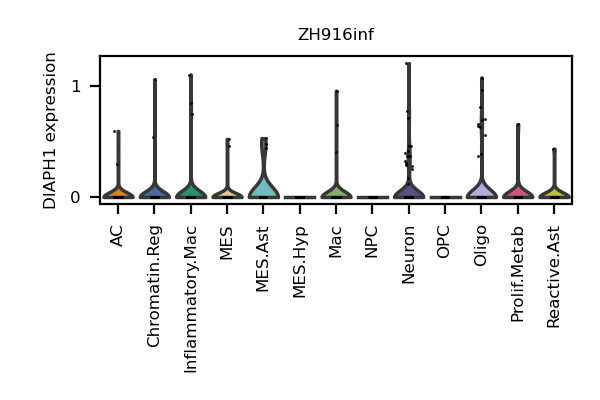 ZH916inf
DIAPH1 expression
1
0
AC
Chromatin.Reg
Inflammatory.Mac
MES
MES.Ast
MES.Hyp
Mac
NPC
Neuron
OPC
Oligo
Prolif.Metab
Reactive.Ast